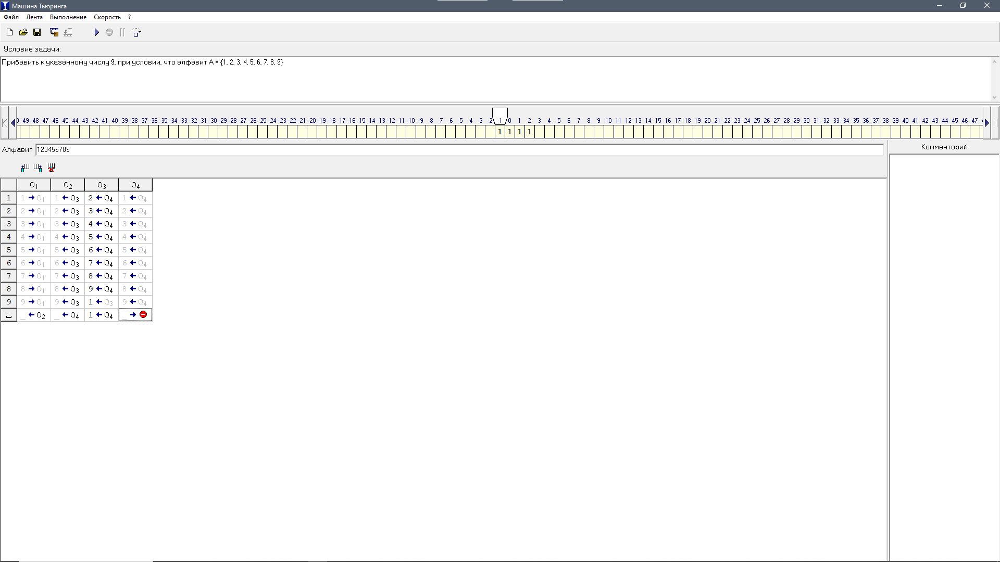 Машина Тьюринга
Файл Лента Выполнение Скорость ?
Условие задачи:
Прибавить к указанному числу 9, при условии, что алфавит А = {1, 2, 3, 4, 5, 6, 7, 8, 9}
-49 -48 -47 -46 -45 -44 -43 -42 -41 -40 -39 -38 -37 -36 -35 -34 -33 -32 -31 -30 -29 -28 -27 -26 -25 -24 -23 -22 -21 -20 -19 -18 -17 -16 -15 -14 -13 -12 -11 -10 -9 -8 -7 -6 -5 -4 -3 -2 -1 0 1 2 3 4 5 6 7 8 9 10 11 12 13 14 15 16 17 18 19 20 21 22 23 24 25 26 27 28 29 30 31 32 33 34 35 36 37 38 39 40 41 42 43 44 45 46 47
1 1 1 1
Алфавит 123456789
Комментарий
Q1 Q2 Q3 Q4
1 1 → Q1 1 ← Q3 2 ← Q4 1 ← Q4
2 2 → Q1 2 ← Q3 3 ← Q4 2 ← Q4
3 3 → Q1 3 ← Q3 4 ← Q4 3 ← Q4
4 4 → Q1 4 ← Q3 5 ← Q4 4 ← Q4
5 5 → Q1 5 ← Q3 6 ← Q4 5 ← Q4
6 6 → Q1 6 ← Q3 7 ← Q4 6 ← Q4
7 7 → Q1 7 ← Q3 8 ← Q4 7 ← Q4
8 8 → Q1 8 ← Q3 9 ← Q4 8 ← Q4
9 9 → Q1 9 ← Q3 1 ← Q3 9 ← Q4
␣ _ ← Q2 _ ← Q4 1 ← Q4 _ →